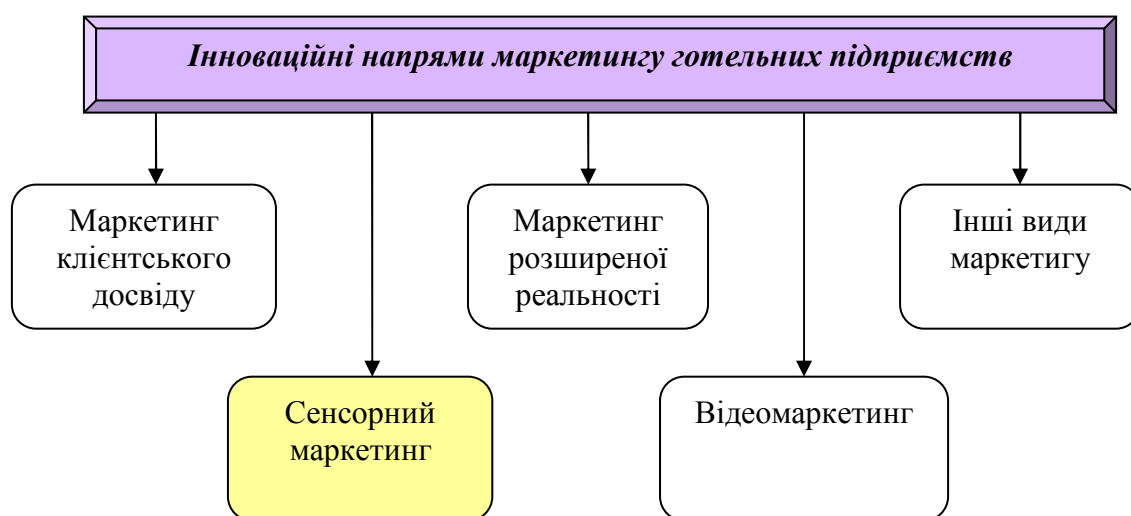 Інноваційні напрями маркетингу готельних підприємств
Маркетинг
клієнтського
досвіду
Маркетинг
розширеної
реальності
Інші види
маркетигу
Сенсорний
маркетинг
Відеомаркетинг